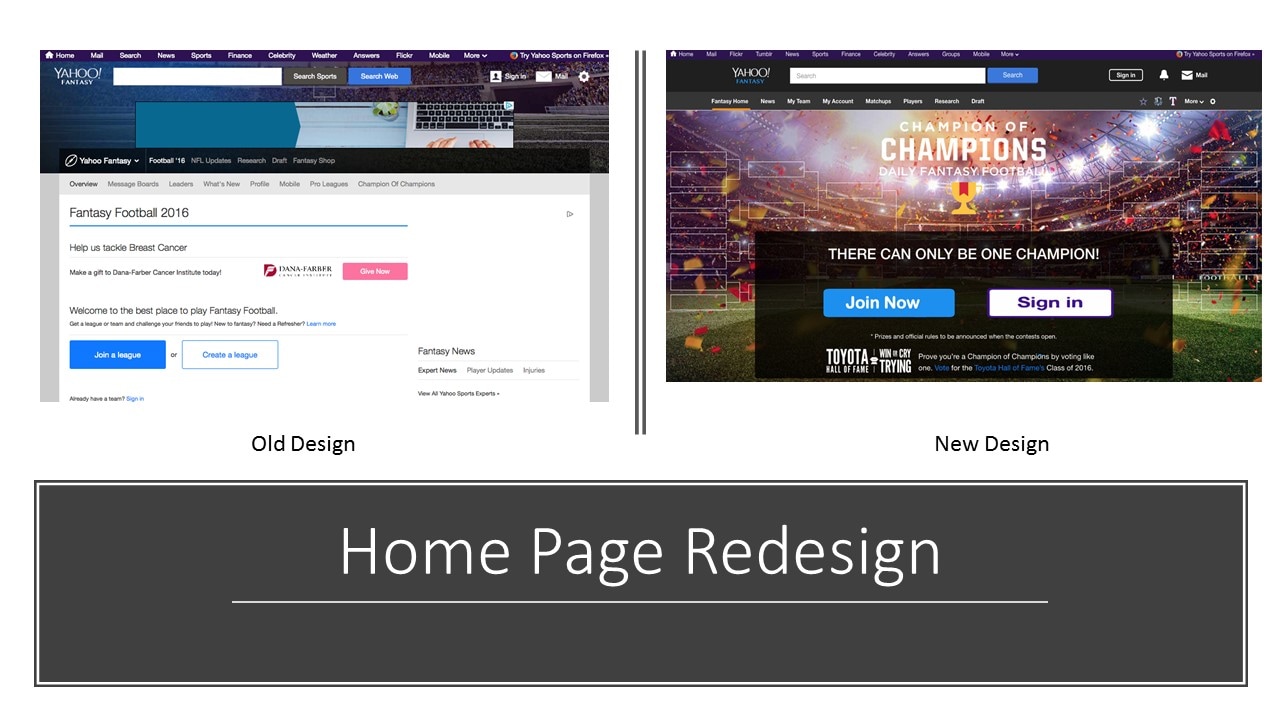 Home Mail Search News Sports Finance Celebrity Weather Answers Flickr Mobile More Try Yahoo Sports on Firefox »
YAHOO!
FANTASY
Search Sports Search Web Sign in Mail
Yahoo Fantasy Football '16 NFL Updates Research Draft Fantasy Shop
Overview Message Boards Leaders What's New Profile Mobile Pro Leagues Champion Of Champions
Fantasy Football 2016
Help us tackle Breast Cancer
Make a gift to Dana-Farber Cancer Institute today! DANA-FARBER Give Now
CANCER INSTITUTE
Welcome to the best place to play Fantasy Football.
Get a league or team and challenge your friends to play! New to fantasy? Need a Refresher? Learn more
Join a league or Create a league
Already have a team? Sign in
Fantasy News
Expert News Player Updates Injuries
View All Yahoo Sports Experts »
Old Design
Home Mail Flickr Tumblr News Sports Finance Celebrity Answers Groups Mobile More Try Yahoo Sports on Firefox »
YAHOO!
FANTASY
Search Search Sign in Mail
Fantasy Home News My Team My Account Matchups Players Research Draft T More
CHAMPION OF
CHAMPIONS
DAILY FANTASY FOOTBALL
THERE CAN ONLY BE ONE CHAMPION!
Join Now Sign in
* Prizes and official rules to be announced when the contests open.
TOYOTA WIN OR CRY
HALL OF FAME TRYING
Prove you're a Champion of Champions by voting like
one. Vote for the Toyota Hall of Fame's Class of 2016.
FOOTBALL
New Design
Home Page Redesign